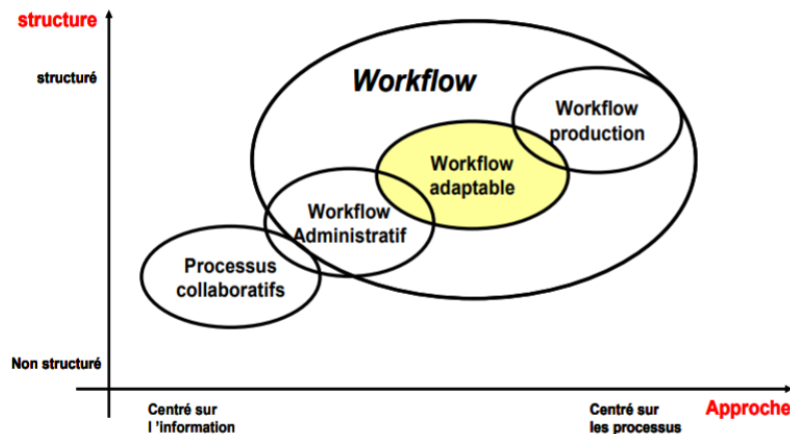 structure
structuré
Workflow
Workflow
production
Workflow
adaptable
Workflow
Administratif
Processus
collaboratifs
Non structuré
Centré sur
l 'information
Centré sur
les processus
Approche